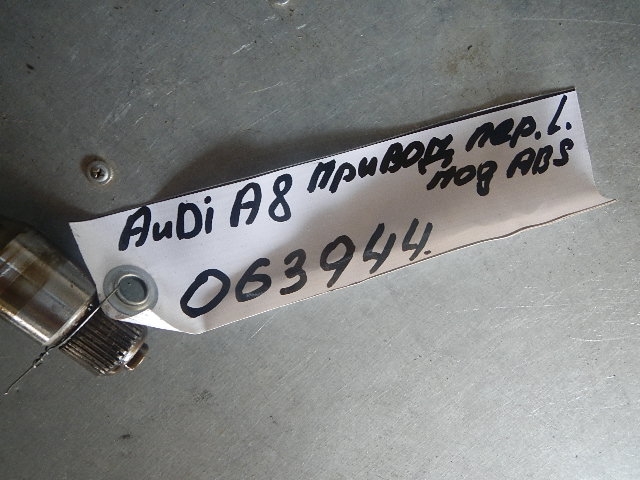 AuDi A8 привод пер. L.
под ABS
063944.